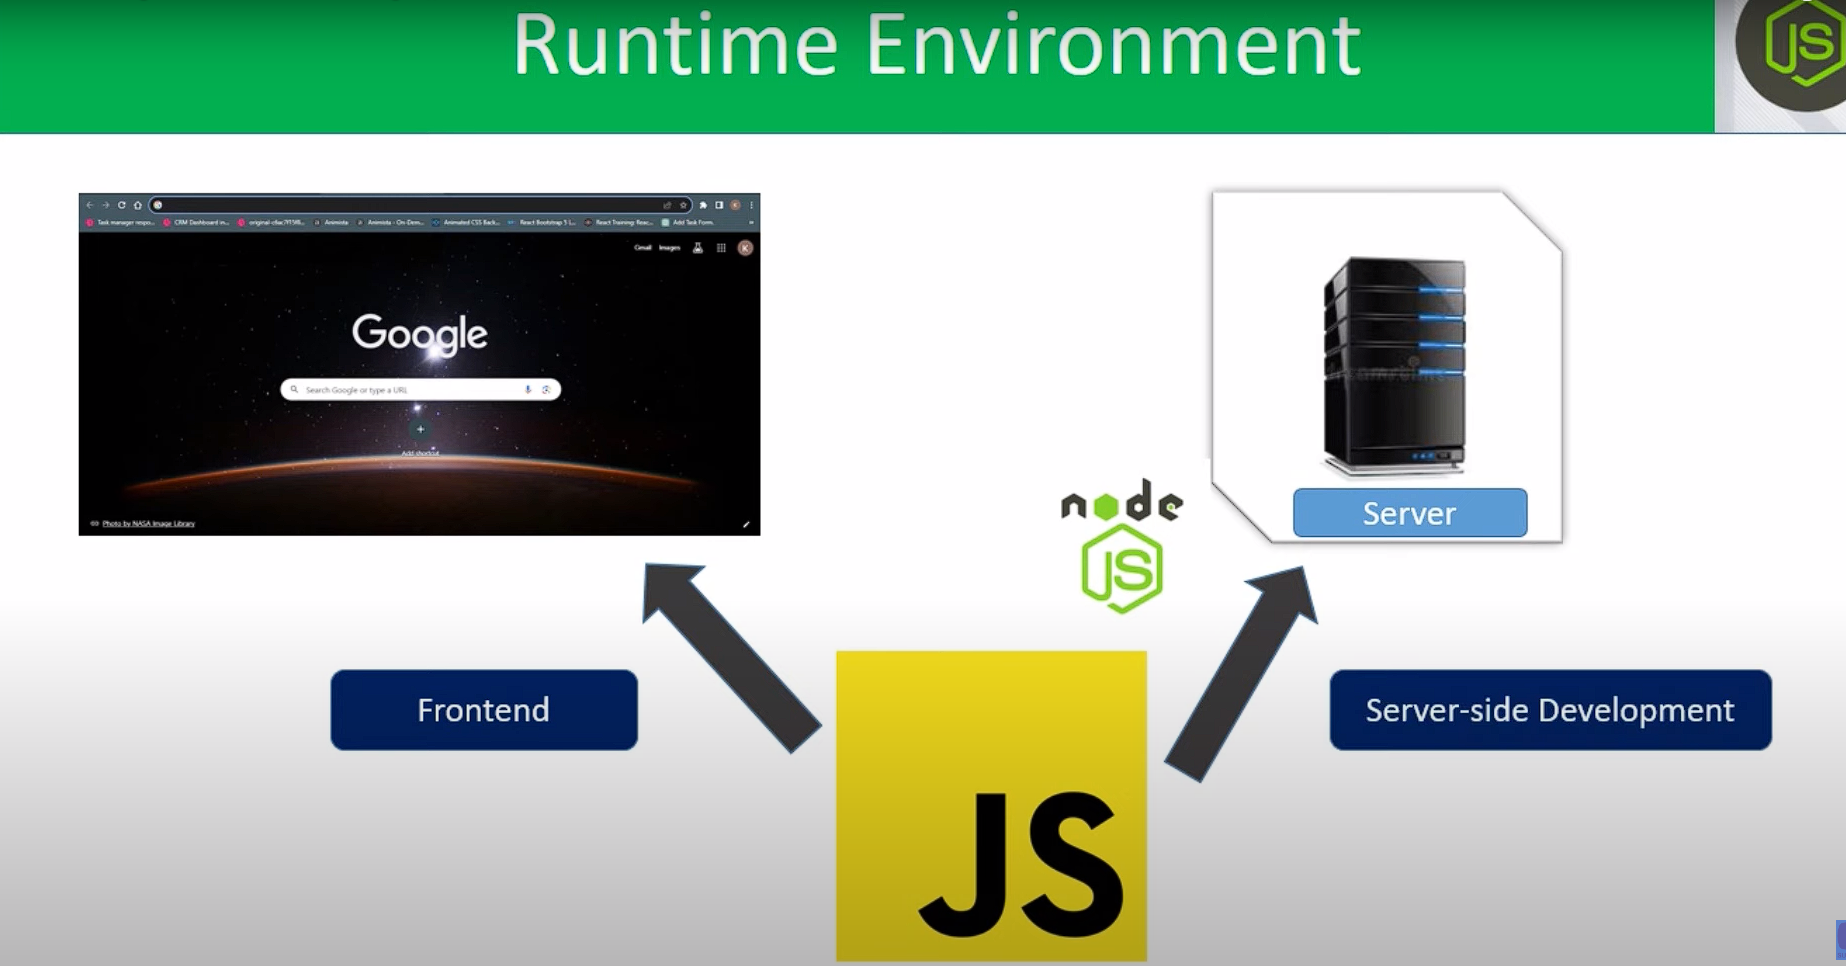 Runtime Environment
JS
Task manager respo...
CRM Dashboard in...
original-c6ac7f15f8...
Animista
Animista - On-Dem...
Animated CSS Back...
React Bootstrap 5 L...
React Training: Reac...
Add Task Form.
Gmail Images
K
Google
Search Google or type a URL
Add shortcut
Photo by NASA Image Library
node
JS
Server
Frontend
Server-side Development
JS